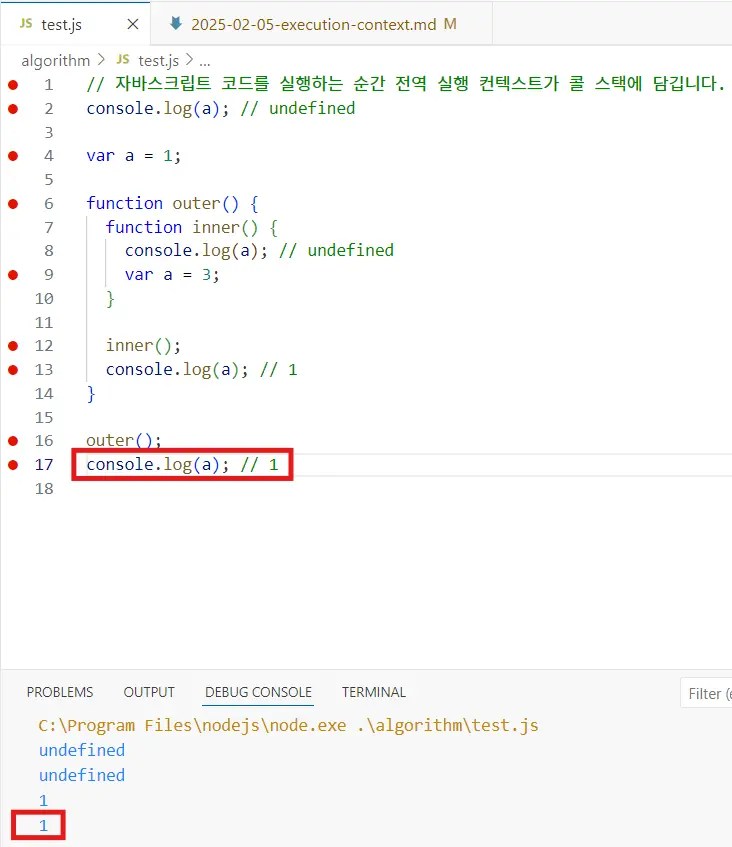 JS test.js × 2025-02-05-execution-context.md M
algorithm > JS test.js > ...
1 // 자바스크립트 코드를 실행하는 순간 전역 실행 컨텍스트가 콜 스택에 담깁니다.
2 console.log(a); // undefined
3
4 var a = 1;
5
6 function outer() {
7 function inner() {
8 console.log(a); // undefined
9 var a = 3;
10 }
11
12 inner();
13 console.log(a); // 1
14 }
15
16 outer();
17 console.log(a); // 1
18
PROBLEMS OUTPUT DEBUG CONSOLE TERMINAL Filter (e
C:\Program Files\nodejs\node.exe .\algorithm\test.js
undefined
undefined
1
1